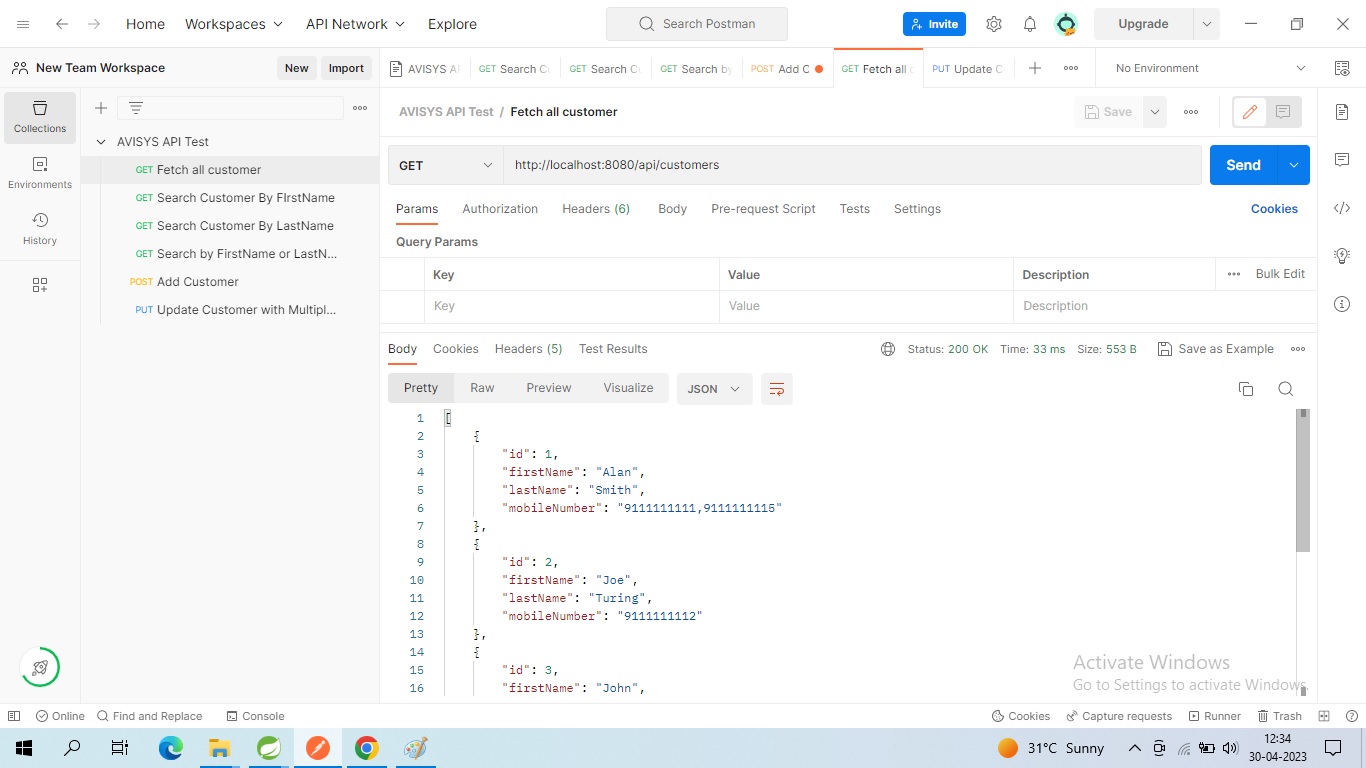 Home Workspaces API Network Explore Search Postman Invite Upgrade
New Team Workspace New Import AVISYS AP GET Search Cu GET Search Cu GET Search by POST Add C GET Fetch all c PUT Update C No Environment
Collections
Environments
History
AVISYS API Test
GET Fetch all customer
GET Search Customer By FIrstName
GET Search Customer By LastName
GET Search by FirstName or LastN...
POST Add Customer
PUT Update Customer with Multipl...
AVISYS API Test / Fetch all customer Save
GET http://localhost:8080/api/customers Send
Params Authorization Headers (6) Body Pre-request Script Tests Settings Cookies
Query Params
Key Value Description Bulk Edit
Key Value Description
Body Cookies Headers (5) Test Results Status: 200 OK Time: 33 ms Size: 553 B Save as Example
Pretty Raw Preview Visualize JSON
1 [
2 {
3 "id": 1,
4 "firstName": "Alan",
5 "lastName": "Smith",
6 "mobileNumber": "9111111111,9111111115"
7 },
8 {
9 "id": 2,
10 "firstName": "Joe",
11 "lastName": "Turing",
12 "mobileNumber": "9111111112"
13 },
14 {
15 "id": 3,
16 "firstName": "John",
Activate Windows
Go to Settings to activate Windows.
Online Find and Replace Console Cookies Capture requests Runner Trash
31°C Sunny 12:34
30-04-2023